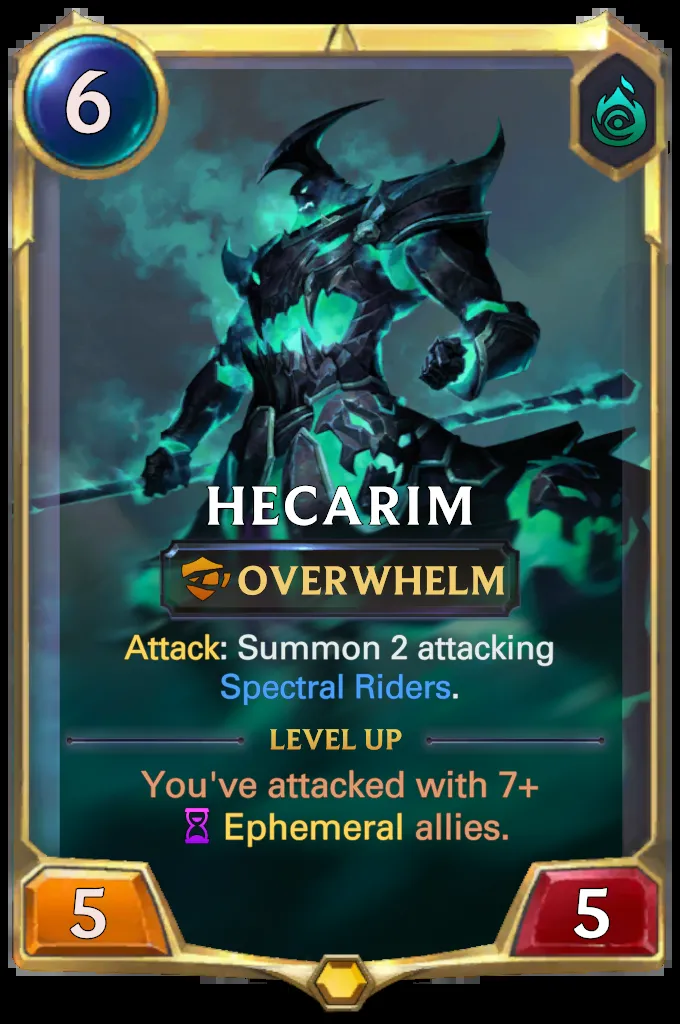 6
HECARIM
OVERWHELM
Attack: Summon 2 attacking
Spectral Riders.
LEVEL UP
You've attacked with 7+
Ephemeral allies.
5
5